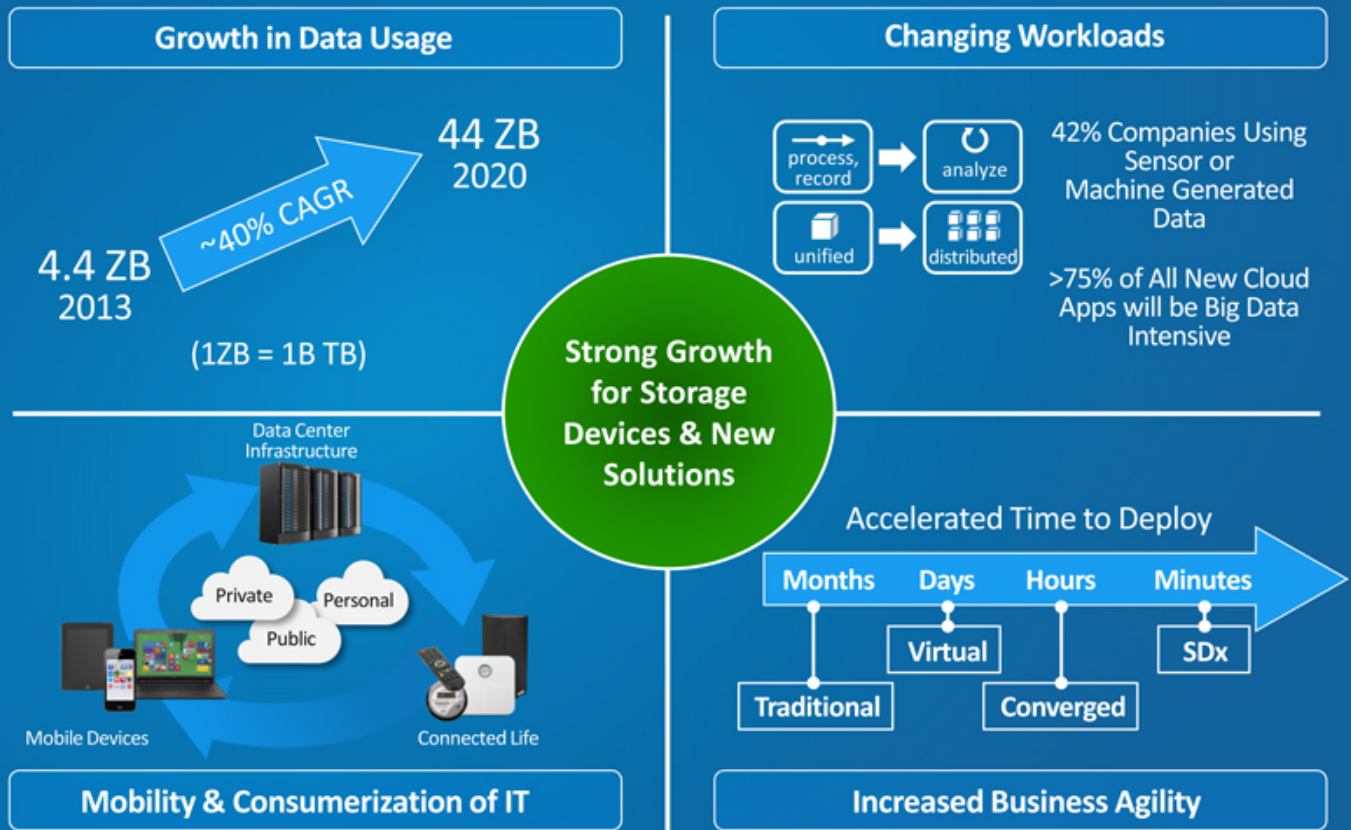 Growth in Data Usage
44 ZB
2020
~40% CAGR
4.4 ZB
2013
(1ZB = 1B TB)
Changing Workloads
process,
record
analyze
unified
distributed
42% Companies Using
Sensor or
Machine Generated
Data
>75% of All New Cloud
Apps will be Big Data
Intensive
Strong Growth
for Storage
Devices & New
Solutions
Data Center
Infrastructure
Private
Personal
Public
Mobile Devices
Connected Life
Mobility & Consumerization of IT
Accelerated Time to Deploy
Months
Days
Hours
Minutes
Virtual
SDx
Traditional
Converged
Increased Business Agility